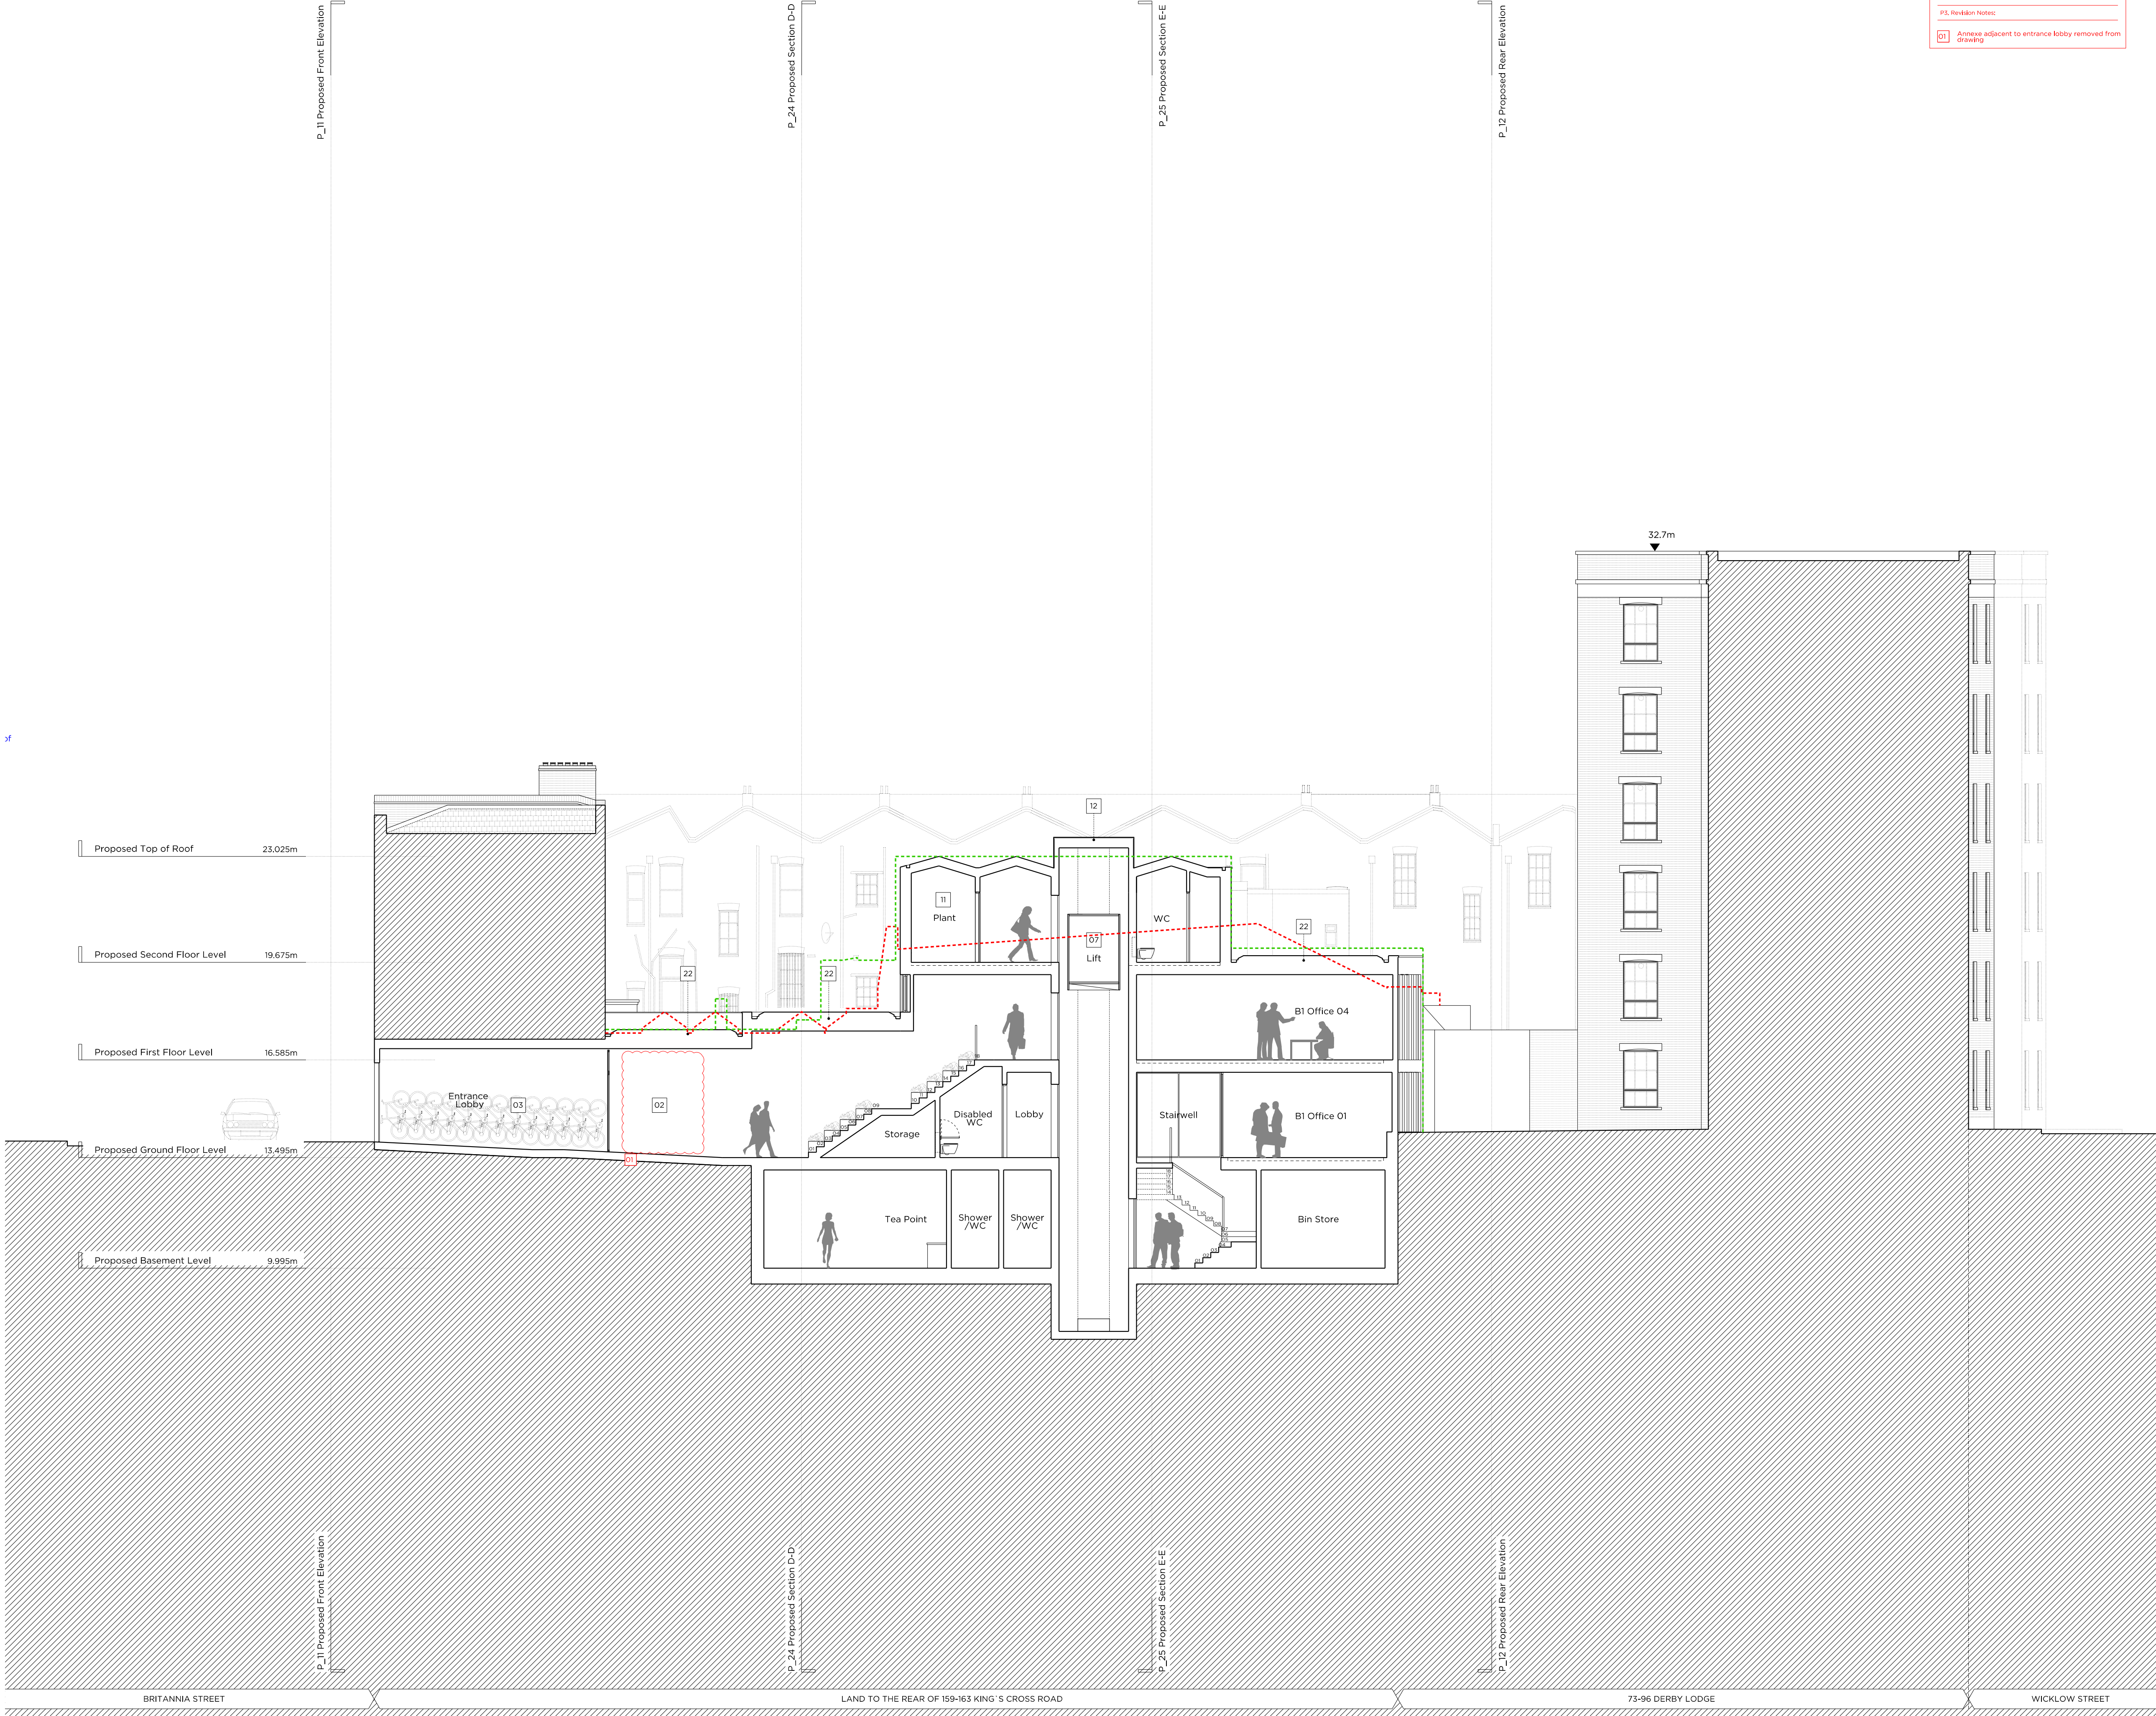 P_11 Proposed Front Elevation
P_24 Proposed Section D-D
P_25 Proposed Section E-E
P_12 Proposed Rear Elevation
P3. Revision Notes:
01 Annexe adjacent to entrance lobby removed from
drawing
32.7m
of
12
Proposed Top of Roof 23.025m
11
Plant
WC
07
Lift
22
Proposed Second Floor Level 19.675m
22
22
B1 Office 04
Proposed First Floor Level 16.585m
Entrance
Lobby
03
02
Storage
Disabled
WC
Lobby
Stairwell
B1 Office 01
Proposed Ground Floor Level 13.495m
01
Tea Point
Shower
/WC
Shower
/WC
Bin Store
Proposed Basement Level 9.995m
P_11 Proposed Front Elevation
P_24 Proposed Section D-D
P_25 Proposed Section E-E
P_12 Proposed Rear Elevation
BRITANNIA STREET
LAND TO THE REAR OF 159-163 KING`S CROSS ROAD
73-96 DERBY LODGE
WICKLOW STREET